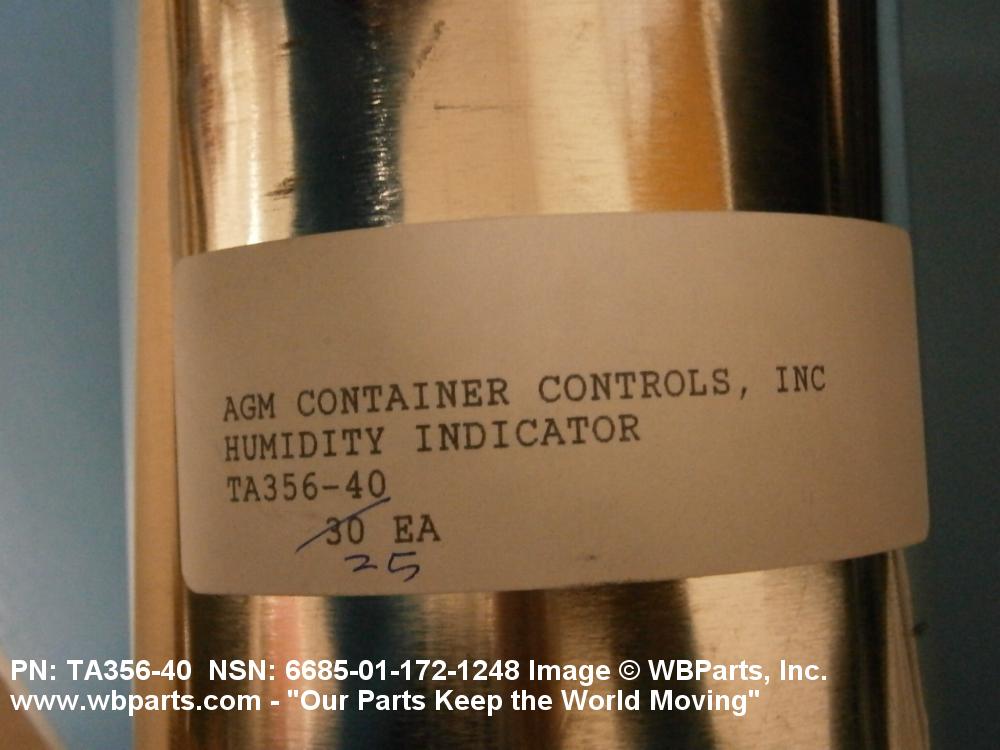 AGM CONTAINER CONTROLS, INC
HUMIDITY INDICATOR
TA356-40
30 EA
25
PN: TA356-40 NSN: 6685-01-172-1248 Image © WBParts, Inc.
www.wbparts.com - "Our Parts Keep the World Moving"